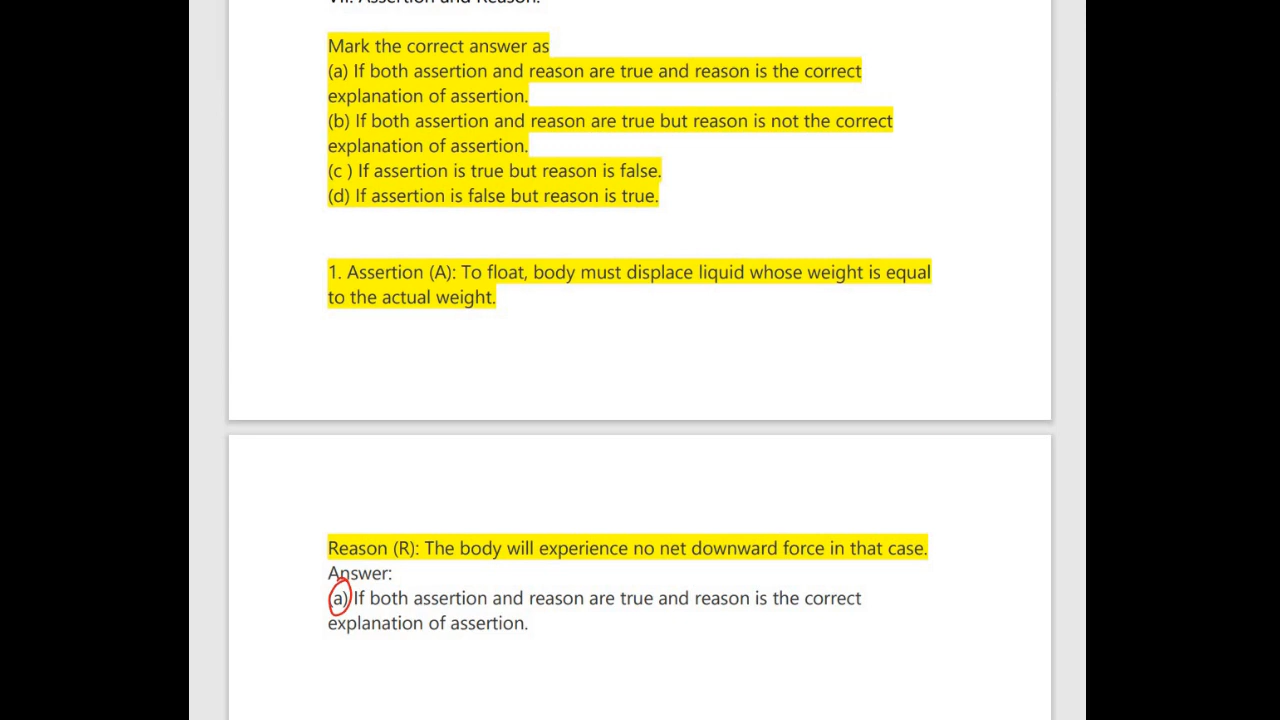 VII. Assertion and Reason:
Mark the correct answer as
(a) If both assertion and reason are true and reason is the correct
explanation of assertion.
(b) If both assertion and reason are true but reason is not the correct
explanation of assertion.
(c ) If assertion is true but reason is false.
(d) If assertion is false but reason is true.
1. Assertion (A): To float, body must displace liquid whose weight is equal
to the actual weight.
Reason (R): The body will experience no net downward force in that case.
Answer:
(a) If both assertion and reason are true and reason is the correct
explanation of assertion.